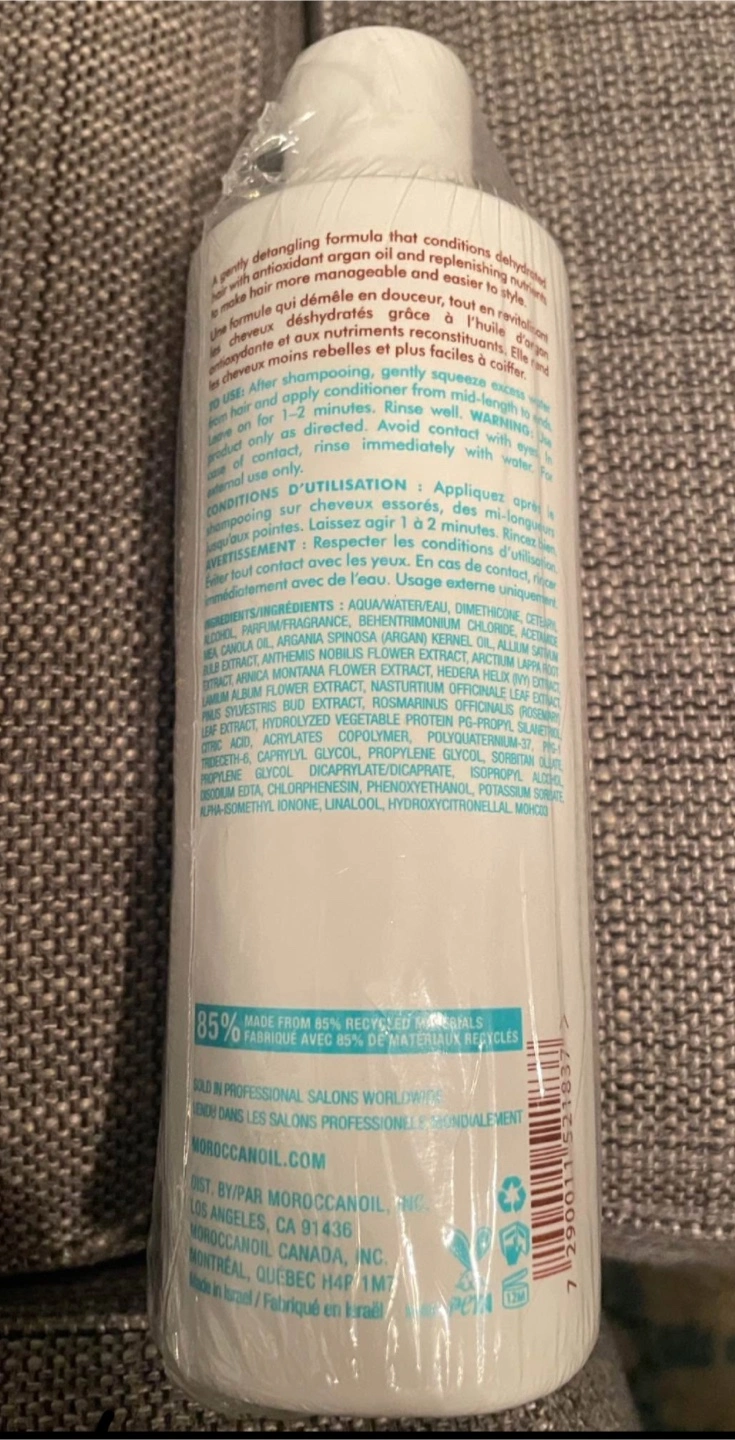 A gently detangling formula that conditions dehydrated
hair with antioxidant argan oil and replenishing nutrients
to make hair more manageable and easier to style.
Une formule qui démêle en douceur, tout en revitalisant
les cheveux déshydratés grâce à l'huile d'argan
antioxydante et aux nutriments reconstituants. Elle rend
les cheveux moins rebelles et plus faciles à coiffer.
TO USE: After shampooing, gently squeeze excess water
from hair and apply conditioner from mid-length to ends.
Leave on for 1–2 minutes. Rinse well. WARNING: Use
product only as directed. Avoid contact with eyes. In
case of contact, rinse immediately with water. For
external use only.
CONDITIONS D'UTILISATION : Appliquez après le
shampooing sur cheveux essorés, des mi-longueurs
jusqu'aux pointes. Laissez agir 1 à 2 minutes. Rincez bien.
AVERTISSEMENT : Respecter les conditions d'utilisation.
Éviter tout contact avec les yeux. En cas de contact, rincer
immédiatement avec de l'eau. Usage externe uniquement.
INGREDIENTS/INGRÉDIENTS : AQUA/WATER/EAU, DIMETHICONE, CETEARYL
ALCOHOL, PARFUM/FRAGRANCE, BEHENTRIMONIUM CHLORIDE, ACETAMIDE
MEA, CANOLA OIL, ARGANIA SPINOSA (ARGAN) KERNEL OIL, ALLIUM SATIVUM
BULB EXTRACT, ANTHEMIS NOBILIS FLOWER EXTRACT, ARCTIUM LAPPA ROOT
EXTRACT, ARNICA MONTANA FLOWER EXTRACT, HEDERA HELIX (IVY) EXTRACT,
LAMIUM ALBUM FLOWER EXTRACT, NASTURTIUM OFFICINALE LEAF EXTRACT,
PINUS SYLVESTRIS BUD EXTRACT, ROSMARINUS OFFICINALIS (ROSEMARY)
LEAF EXTRACT, HYDROLYZED VEGETABLE PROTEIN PG-PROPYL SILANETRIOL,
CITRIC ACID, ACRYLATES COPOLYMER, POLYQUATERNIUM-37, PPG-1
TRIDECETH-6, CAPRYLYL GLYCOL, PROPYLENE GLYCOL, SORBITAN OLEATE,
PROPYLENE GLYCOL DICAPRYLATE/DICAPRATE, ISOPROPYL ALCOHOL,
DISODIUM EDTA, CHLORPHENESIN, PHENOXYETHANOL, POTASSIUM SORBATE,
ALPHA-ISOMETHYL IONONE, LINALOOL, HYDROXYCITRONELLAL MOHC03
85% MADE FROM 85% RECYCLED MATERIALS
FABRIQUÉ AVEC 85% DE MATÉRIAUX RECYCLÉS
SOLD IN PROFESSIONAL SALONS WORLDWIDE
VENDU DANS LES SALONS PROFESSIONELS MONDIALEMENT
MOROCCANOIL.COM
DIST. BY/PAR MOROCCANOIL, INC.
LOS ANGELES, CA 91436
MOROCCANOIL CANADA, INC.
MONTRÉAL, QUÉBEC H4P 1M7
Made in Israel / Fabriqué en Israël
PETA
12M
7 290011 521837 7